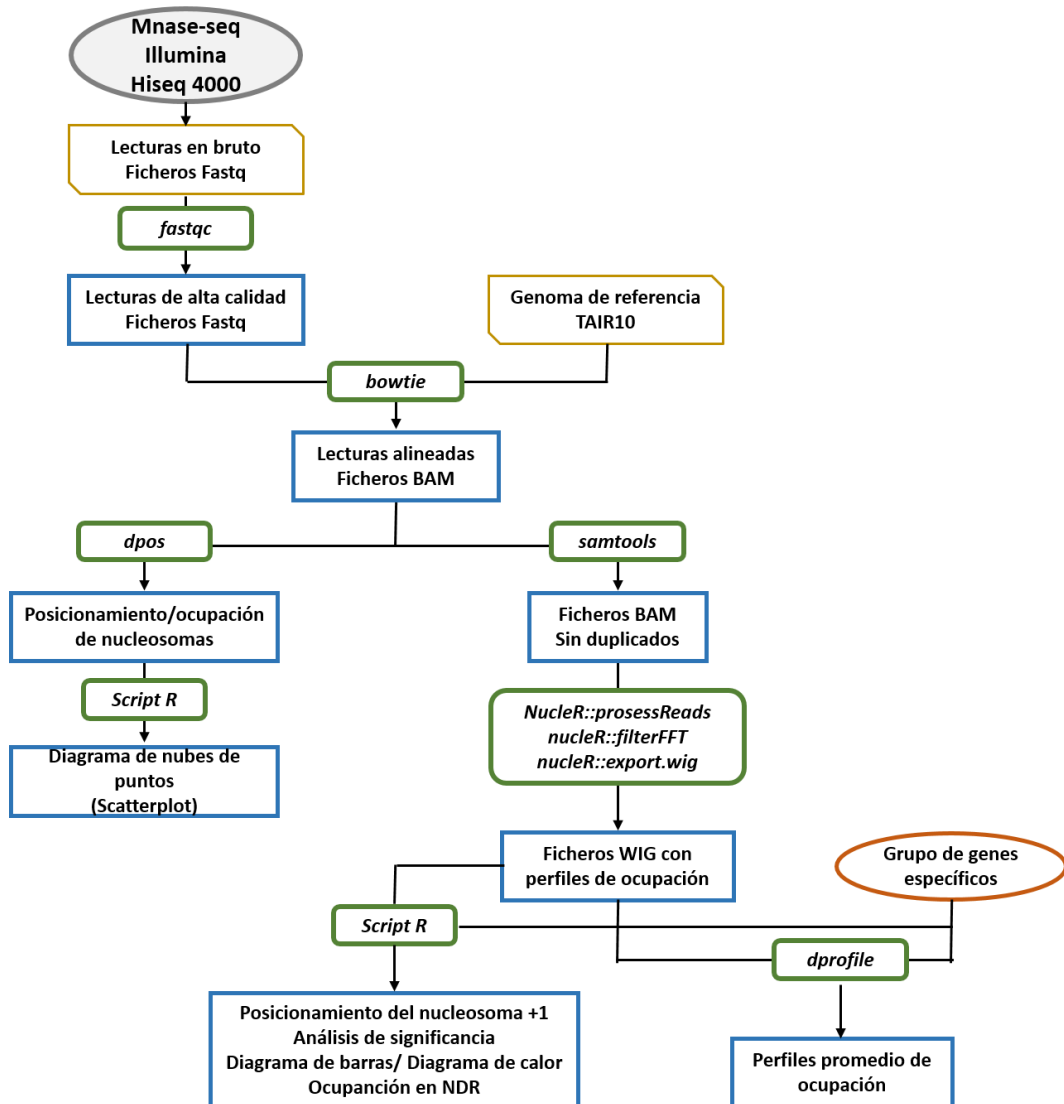 Mnase-seq
Illumina
Hiseq 4000
Lecturas en bruto
Ficheros Fastq
fastqc
Lecturas de alta calidad
Ficheros Fastq
Genoma de referencia
TAIR10
bowtie
Lecturas alineadas
Ficheros BAM
dpos
samtools
Posicionamiento/ocupación
de nucleosomas
Ficheros BAM
Sin duplicados
Script R
NucleR::prosessReads
nucleR::filterFFT
nucleR::export.wig
Diagrama de nubes de
puntos
(Scatterplot)
Ficheros WIG con
perfiles de ocupación
Grupo de genes
específicos
Script R
dprofile
Posicionamiento del nucleosoma +1
Análisis de significancia
Diagrama de barras/ Diagrama de calor
Ocupanción en NDR
Perfiles promedio de
ocupación